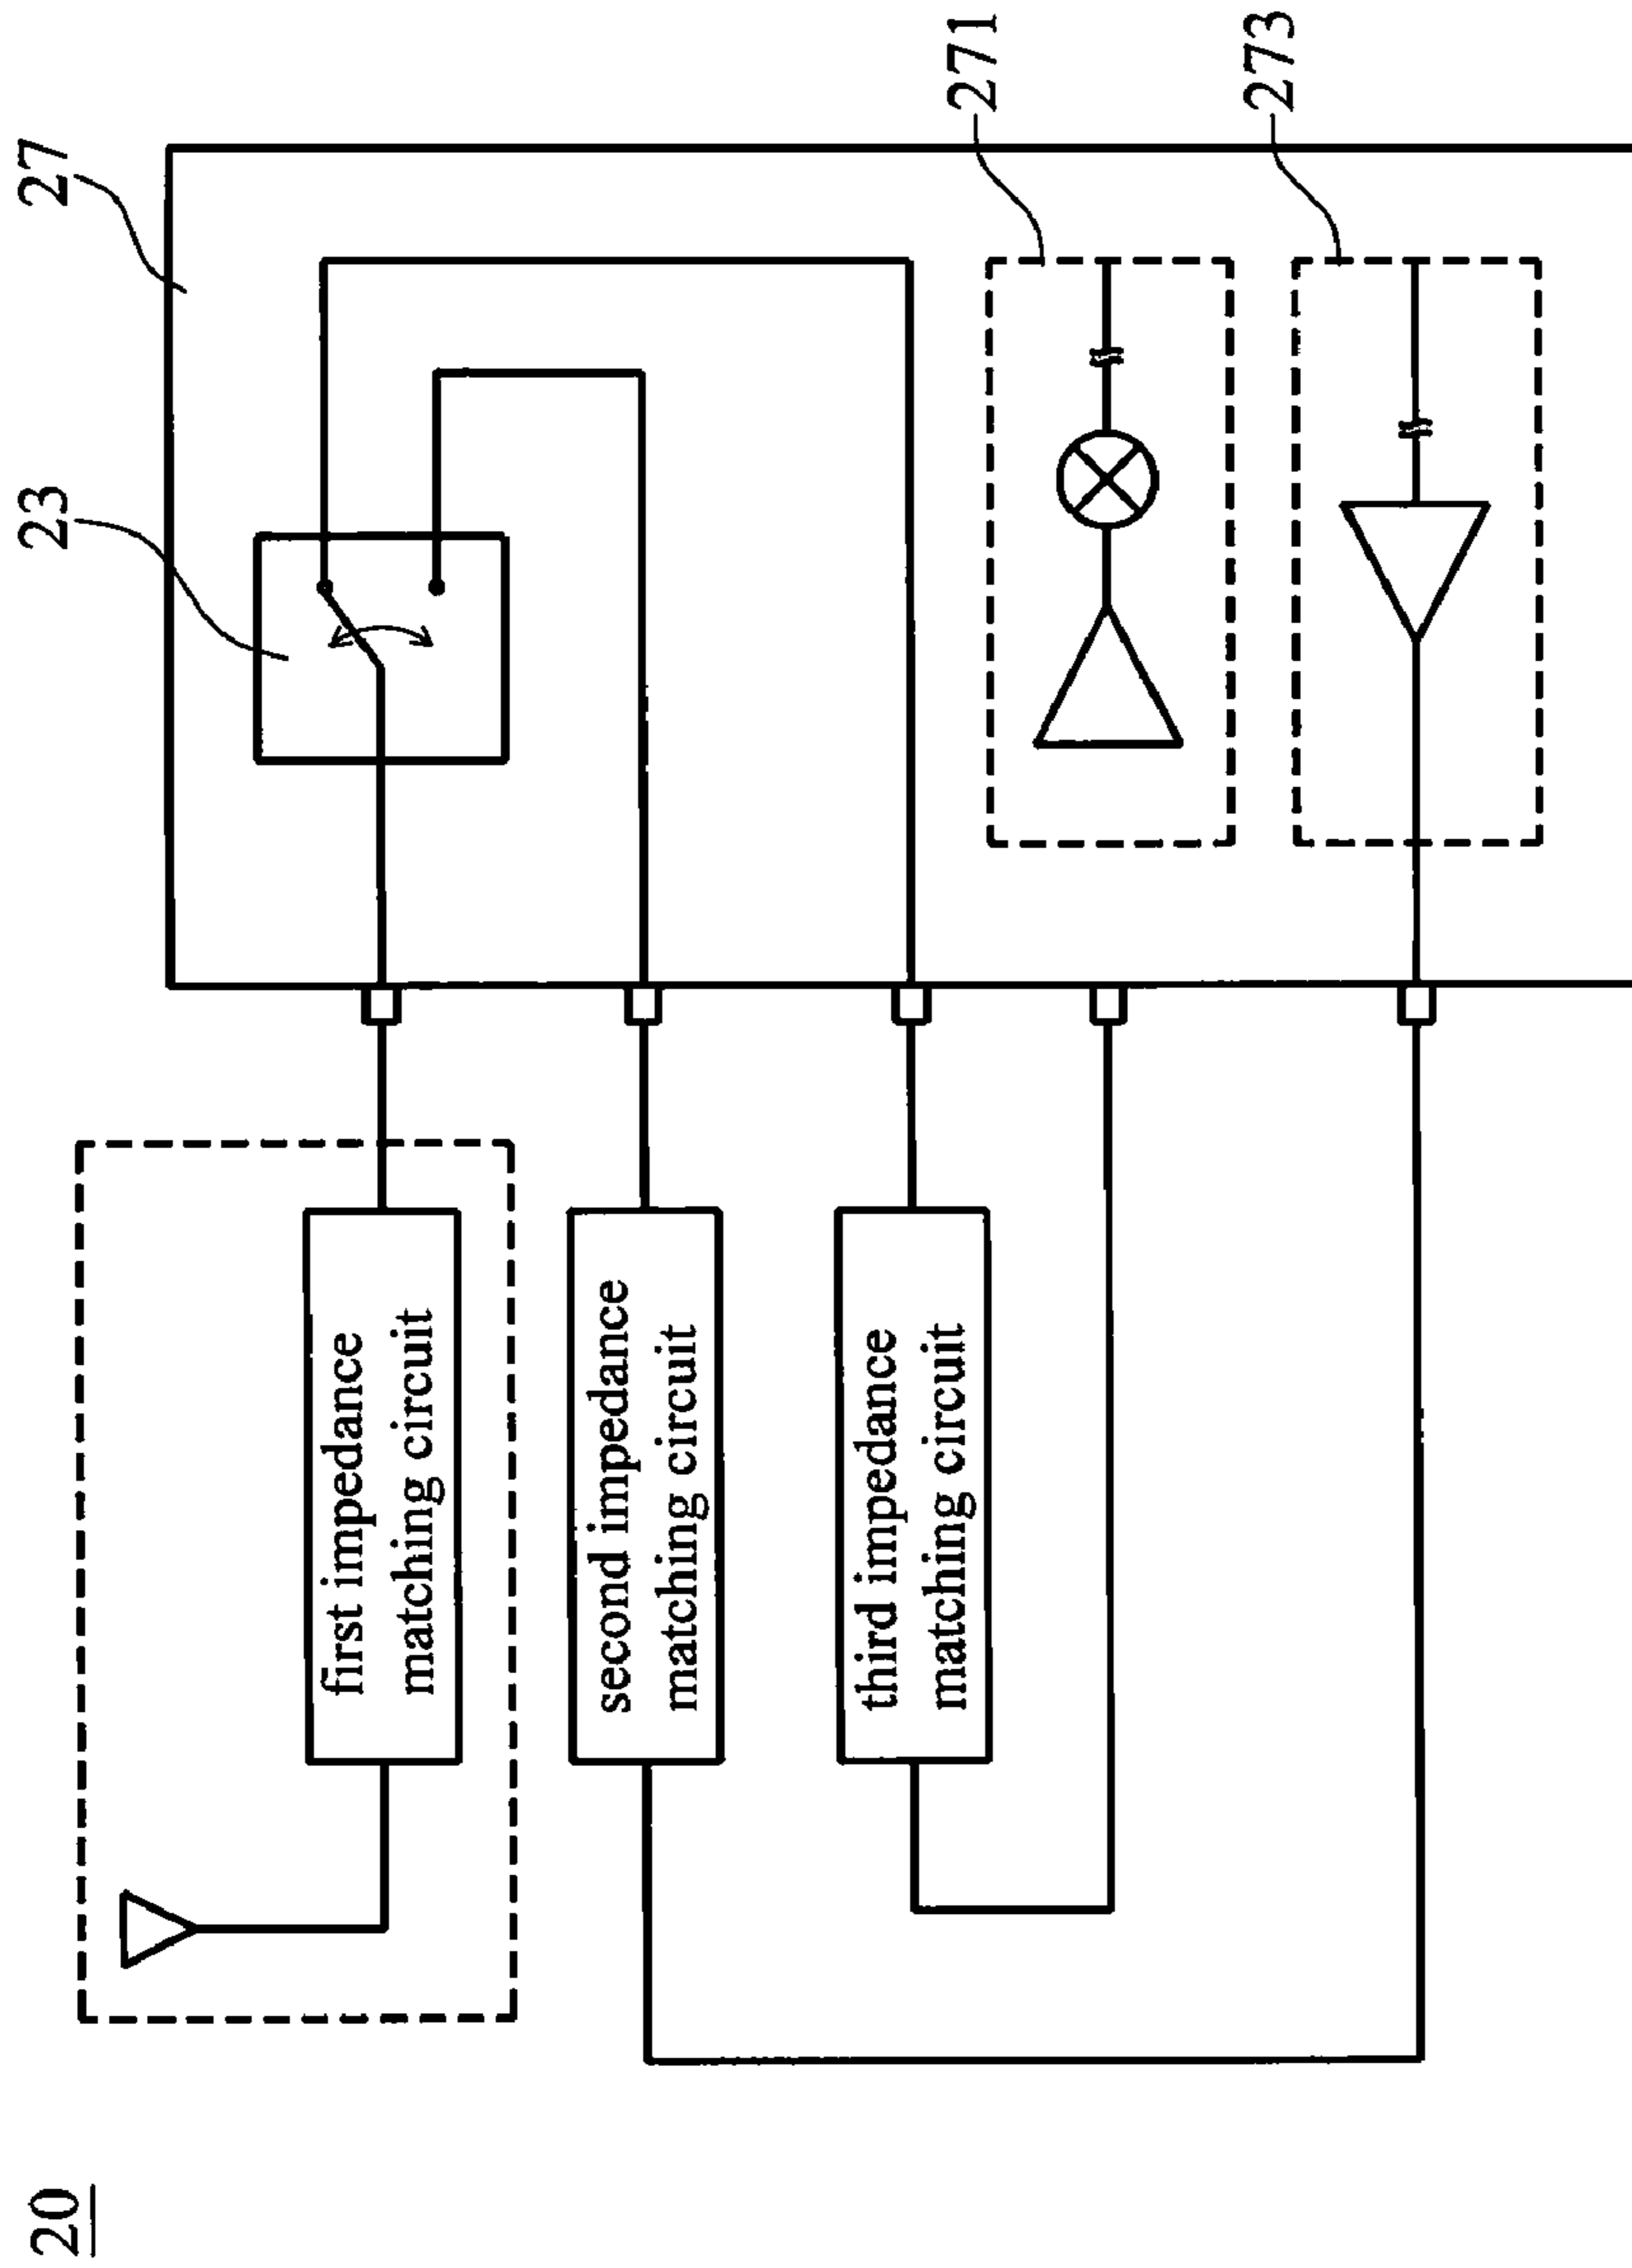 20
27
23
first impedance
matching circuit
second impedance
matching circuit
third impedance
matching circuit
271
273